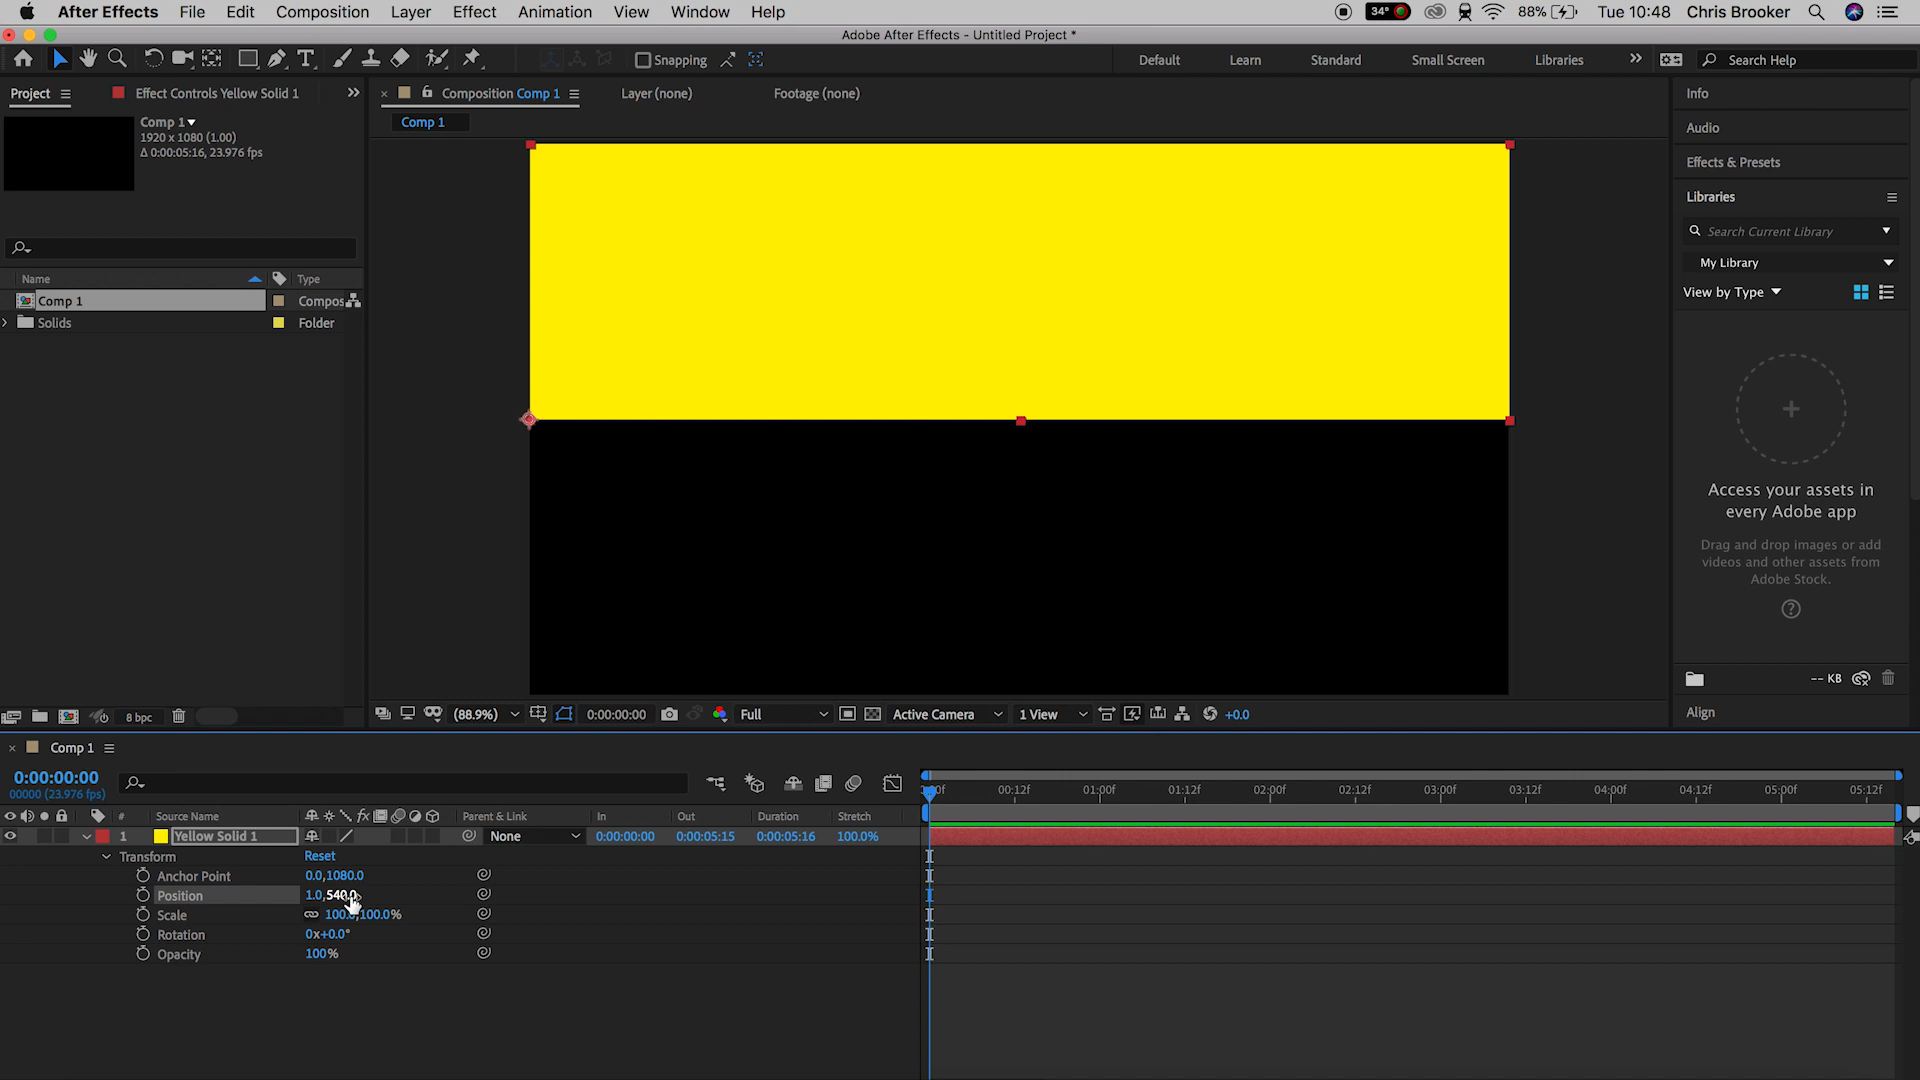 After Effects File Edit Composition Layer Effect Animation View Window Help 34° 88% Tue 10:48 Chris Brooker
Adobe After Effects - Untitled Project *
Snapping Default Learn Standard Small Screen Libraries Search Help
Project Effect Controls Yellow Solid 1 Composition Comp 1 Layer (none) Footage (none) Info
Comp 1 Comp 1
1920 x 1080 (1.00)
Δ 0:00:05:16, 23.976 fps
Audio
Effects & Presets
Libraries
Search Current Library
My Library
View by Type
Name Type
Comp 1 Compos
Solids Folder
Access your assets in
every Adobe app
Drag and drop images or add
videos and other assets from
Adobe Stock.
-- KB
8 bpc (88.9%) 0:00:00:00 Full Active Camera 1 View +0.0 Align
Comp 1
0:00:00:00
00000 (23.976 fps)
00:12f 01:00f 01:12f 02:00f 02:12f 03:00f 03:12f 04:00f 04:12f 05:00f 05:12f
# Source Name fx Parent & Link In Out Duration Stretch
1 Yellow Solid 1 None 0:00:00:00 0:00:05:15 0:00:05:16 100.0%
Transform Reset
Anchor Point 0.0,1080.0
Position 1.0,540.0
Scale 100.0,100.0%
Rotation 0x+0.0°
Opacity 100%